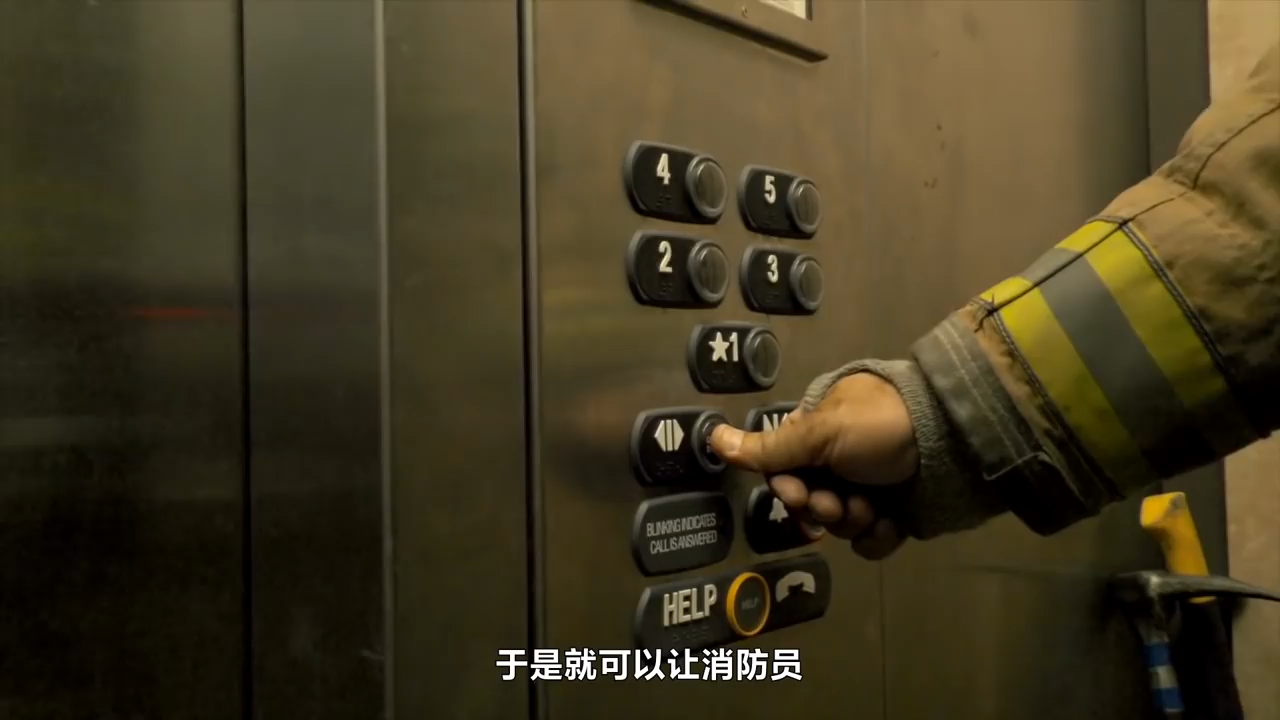 4
5
2
3
★1
BLINKING INDICATES
CALL IS ANSWERED
HELP
HELP
于是就可以让消防员